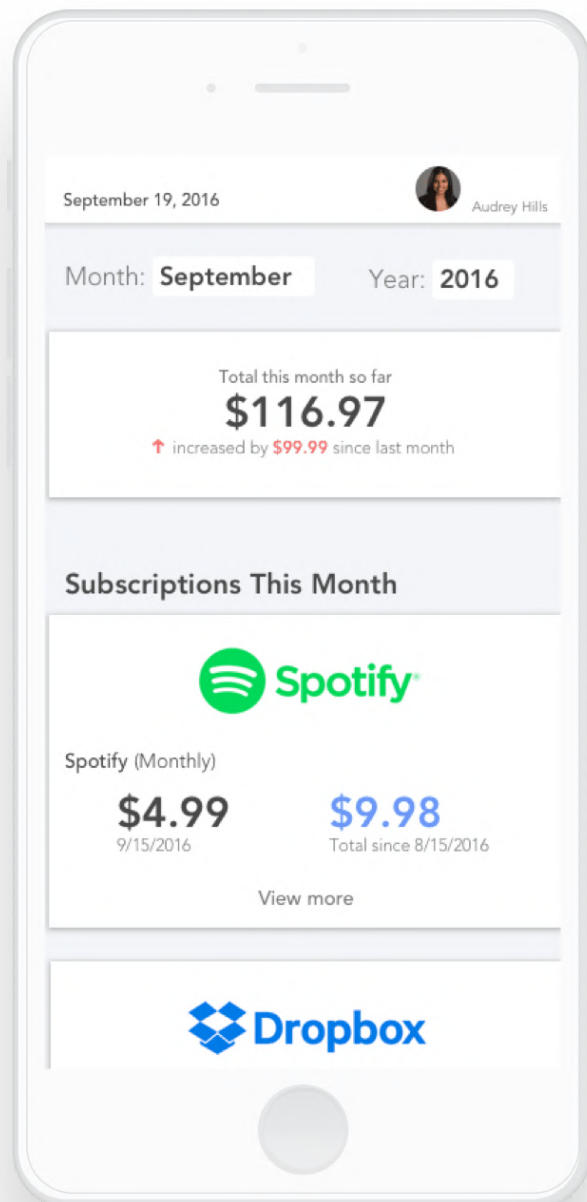 September 19, 2016 Audrey Hills
Month: September Year: 2016
Total this month so far
$116.97
↑ increased by $99.99 since last month
Subscriptions This Month
Spotify®
Spotify (Monthly)
$4.99 $9.98
9/15/2016 Total since 8/15/2016
View more
Dropbox